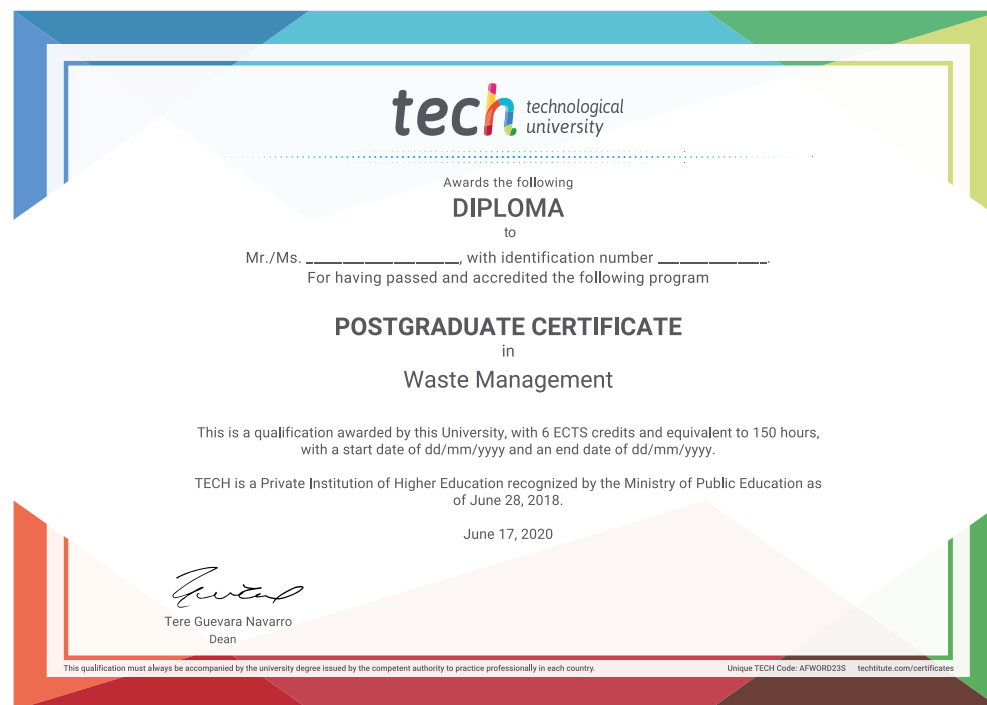 tech technological
university
Awards the following
DIPLOMA
to
Mr./Ms. ____________________, with identification number ______________.
For having passed and accredited the following program
POSTGRADUATE CERTIFICATE
in
Waste Management
This is a qualification awarded by this University, with 6 ECTS credits and equivalent to 150 hours,
with a start date of dd/mm/yyyy and an end date of dd/mm/yyyy.
TECH is a Private Institution of Higher Education recognized by the Ministry of Public Education as
of June 28, 2018.
June 17, 2020
Tere Guevara Navarro
Dean
This qualification must always be accompanied by the university degree issued by the competent authority to practice professionally in each country.
Unique TECH Code: AFWORD23S techtitute.com/certificates